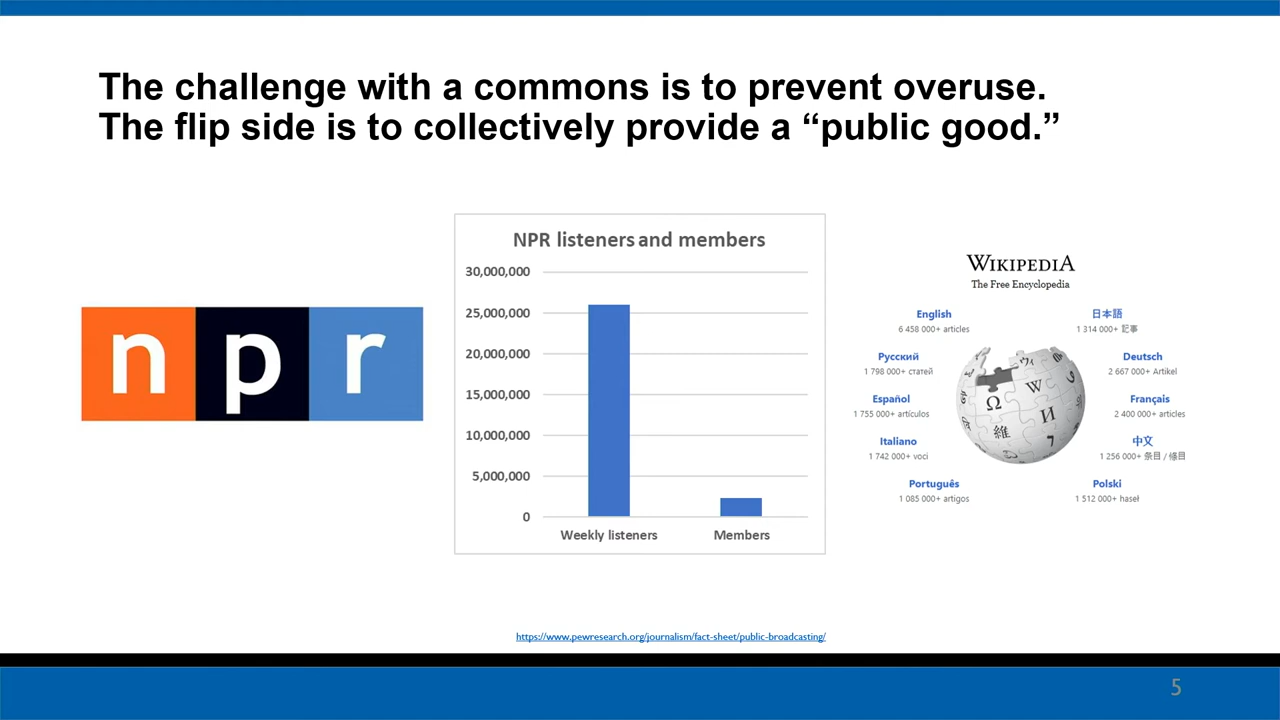 The challenge with a commons is to prevent overuse.
The flip side is to collectively provide a “public good.”
npr
NPR listeners and members
30,000,000
25,000,000
20,000,000
15,000,000
10,000,000
5,000,000
0
Weekly listeners
Members
WIKIPEDIA
The Free Encyclopedia
English
6 458 000+ articles
日本語
1 314 000+ 記事
Русский
1 798 000+ статей
Deutsch
2 667 000+ Artikel
Español
1 755 000+ artículos
Français
2 400 000+ articles
Italiano
1 742 000+ voci
中文
1 256 000+ 条目 / 條目
Português
1 085 000+ artigos
Polski
1 512 000+ haseł
Ω
W
И
維
ви
7
https://www.pewresearch.org/journalism/fact-sheet/public-broadcasting/
5